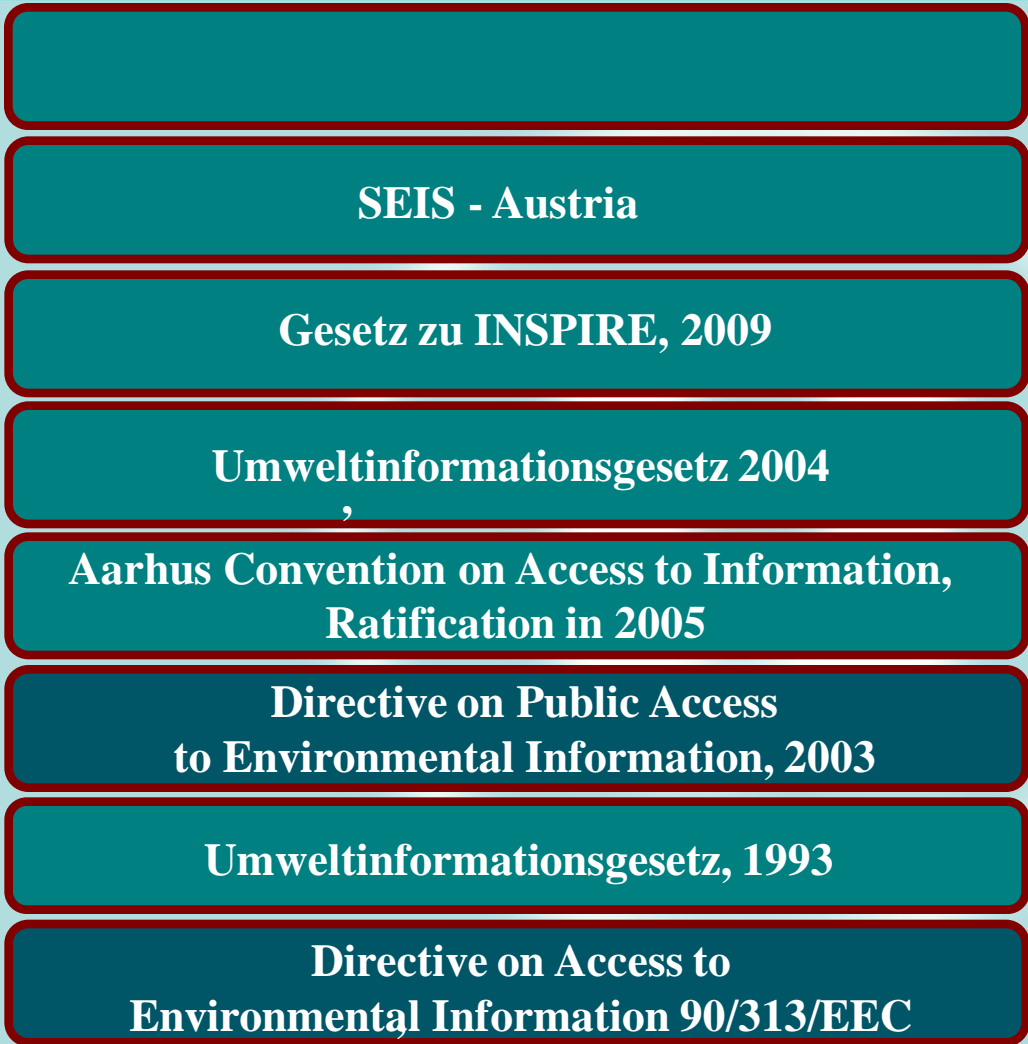 SEIS - Austria
Gesetz zu INSPIRE, 2009
Umweltinformationsgesetz 2004
,
Aarhus Convention on Access to Information,
Ratification in 2005
Directive on Public Access
to Environmental Information, 2003
Umweltinformationsgesetz, 1993
Directive on Access to
Environmental Information 90/313/EEC
,